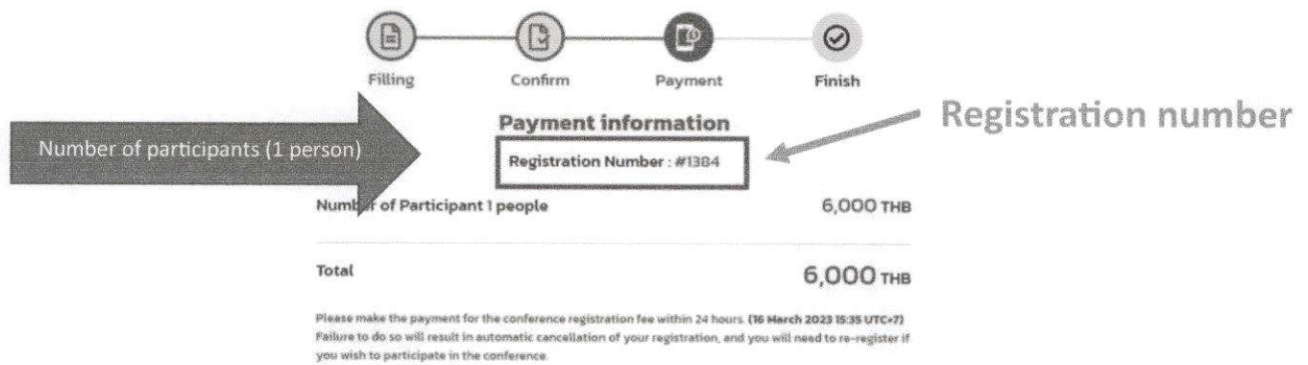 Filling
Confirm
Payment
Finish
Payment information
Registration number
Number of participants (1 person)
Registration Number : #1384
Number of Participant 1 people
6,000 THB
Total
6,000 THB
Please make the payment for the conference registration fee within 24 hours. (16 March 2023 15:35 UTC+7)
Failure to do so will result in automatic cancellation of your registration, and you will need to re-register if
you wish to participate in the conference.